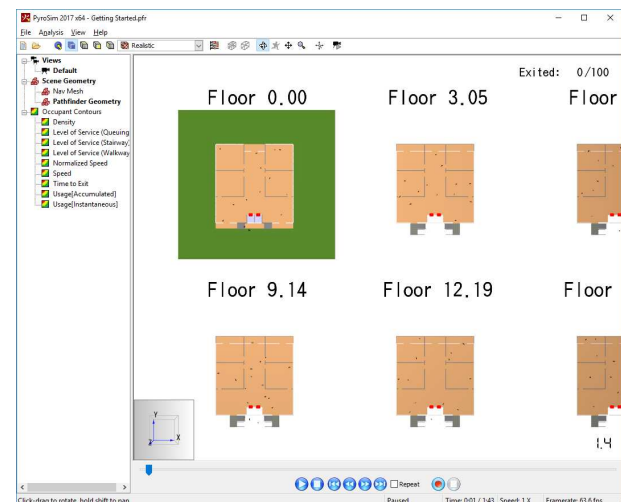 PyroSim 2017 x64 - Getting Started.pfr
File Analysis View Help
Realistic
Views
Default
Scene Geometry
Nav Mesh
Pathfinder Geometry
Occupant Contours
Density
Level of Service (Queuing
Level of Service (Stairway)
Level of Service (Walkway
Normalized Speed
Speed
Time to Exit
Usage[Accumulated]
Usage[Instantaneous]
Exited: 0/100
Floor 0.00 Floor 3.05 Floor
Floor 9.14 Floor 12.19 Floor
Y
Z X
1.4
Repeat
Click-drag to rotate, hold shift to pan Paused Time: 0:01 / 1:43 Speed: 1 X Framerate: 63.6 fps